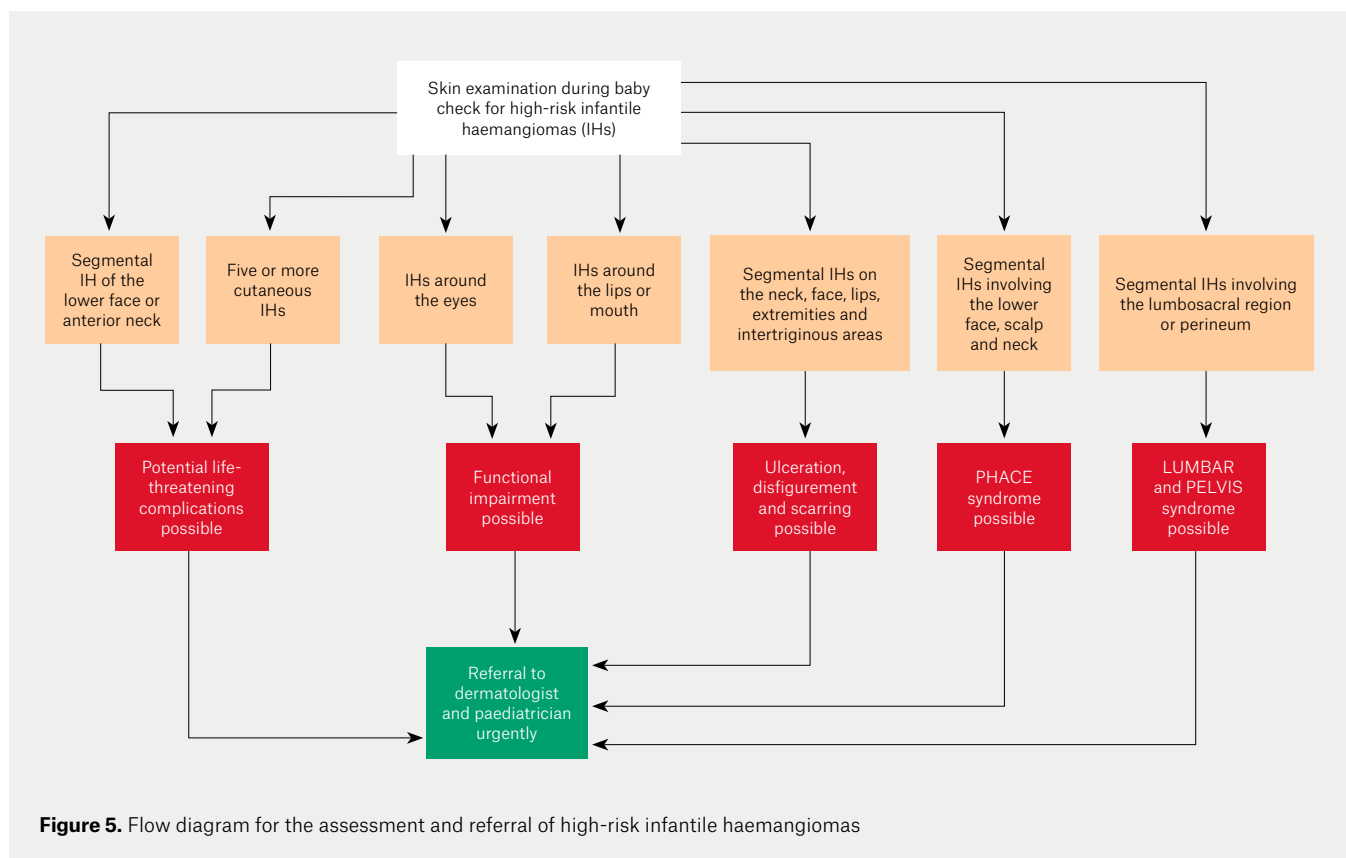 Skin examination during baby
check for high-risk infantile
haemangiomas (IHs)
Segmental
IH of the
lower face or
anterior neck
Five or more
cutaneous
IHs
IHs around
the eyes
IHs around
the lips or
mouth
Segmental IHs on
the neck, face, lips,
extremities and
intertriginous areas
Segmental
IHs involving
the lower
face, scalp
and neck
Segmental IHs involving
the lumbosacral region
or perineum
Potential life-
threatening
complications
possible
Functional
impairment
possible
Ulceration,
disfigurement
and scarring
possible
PHACE
syndrome
possible
LUMBAR
and PELVIS
syndrome
possible
Referral to
dermatologist
and paediatrician
urgently
Figure 5. Flow diagram for the assessment and referral of high-risk infantile haemangiomas